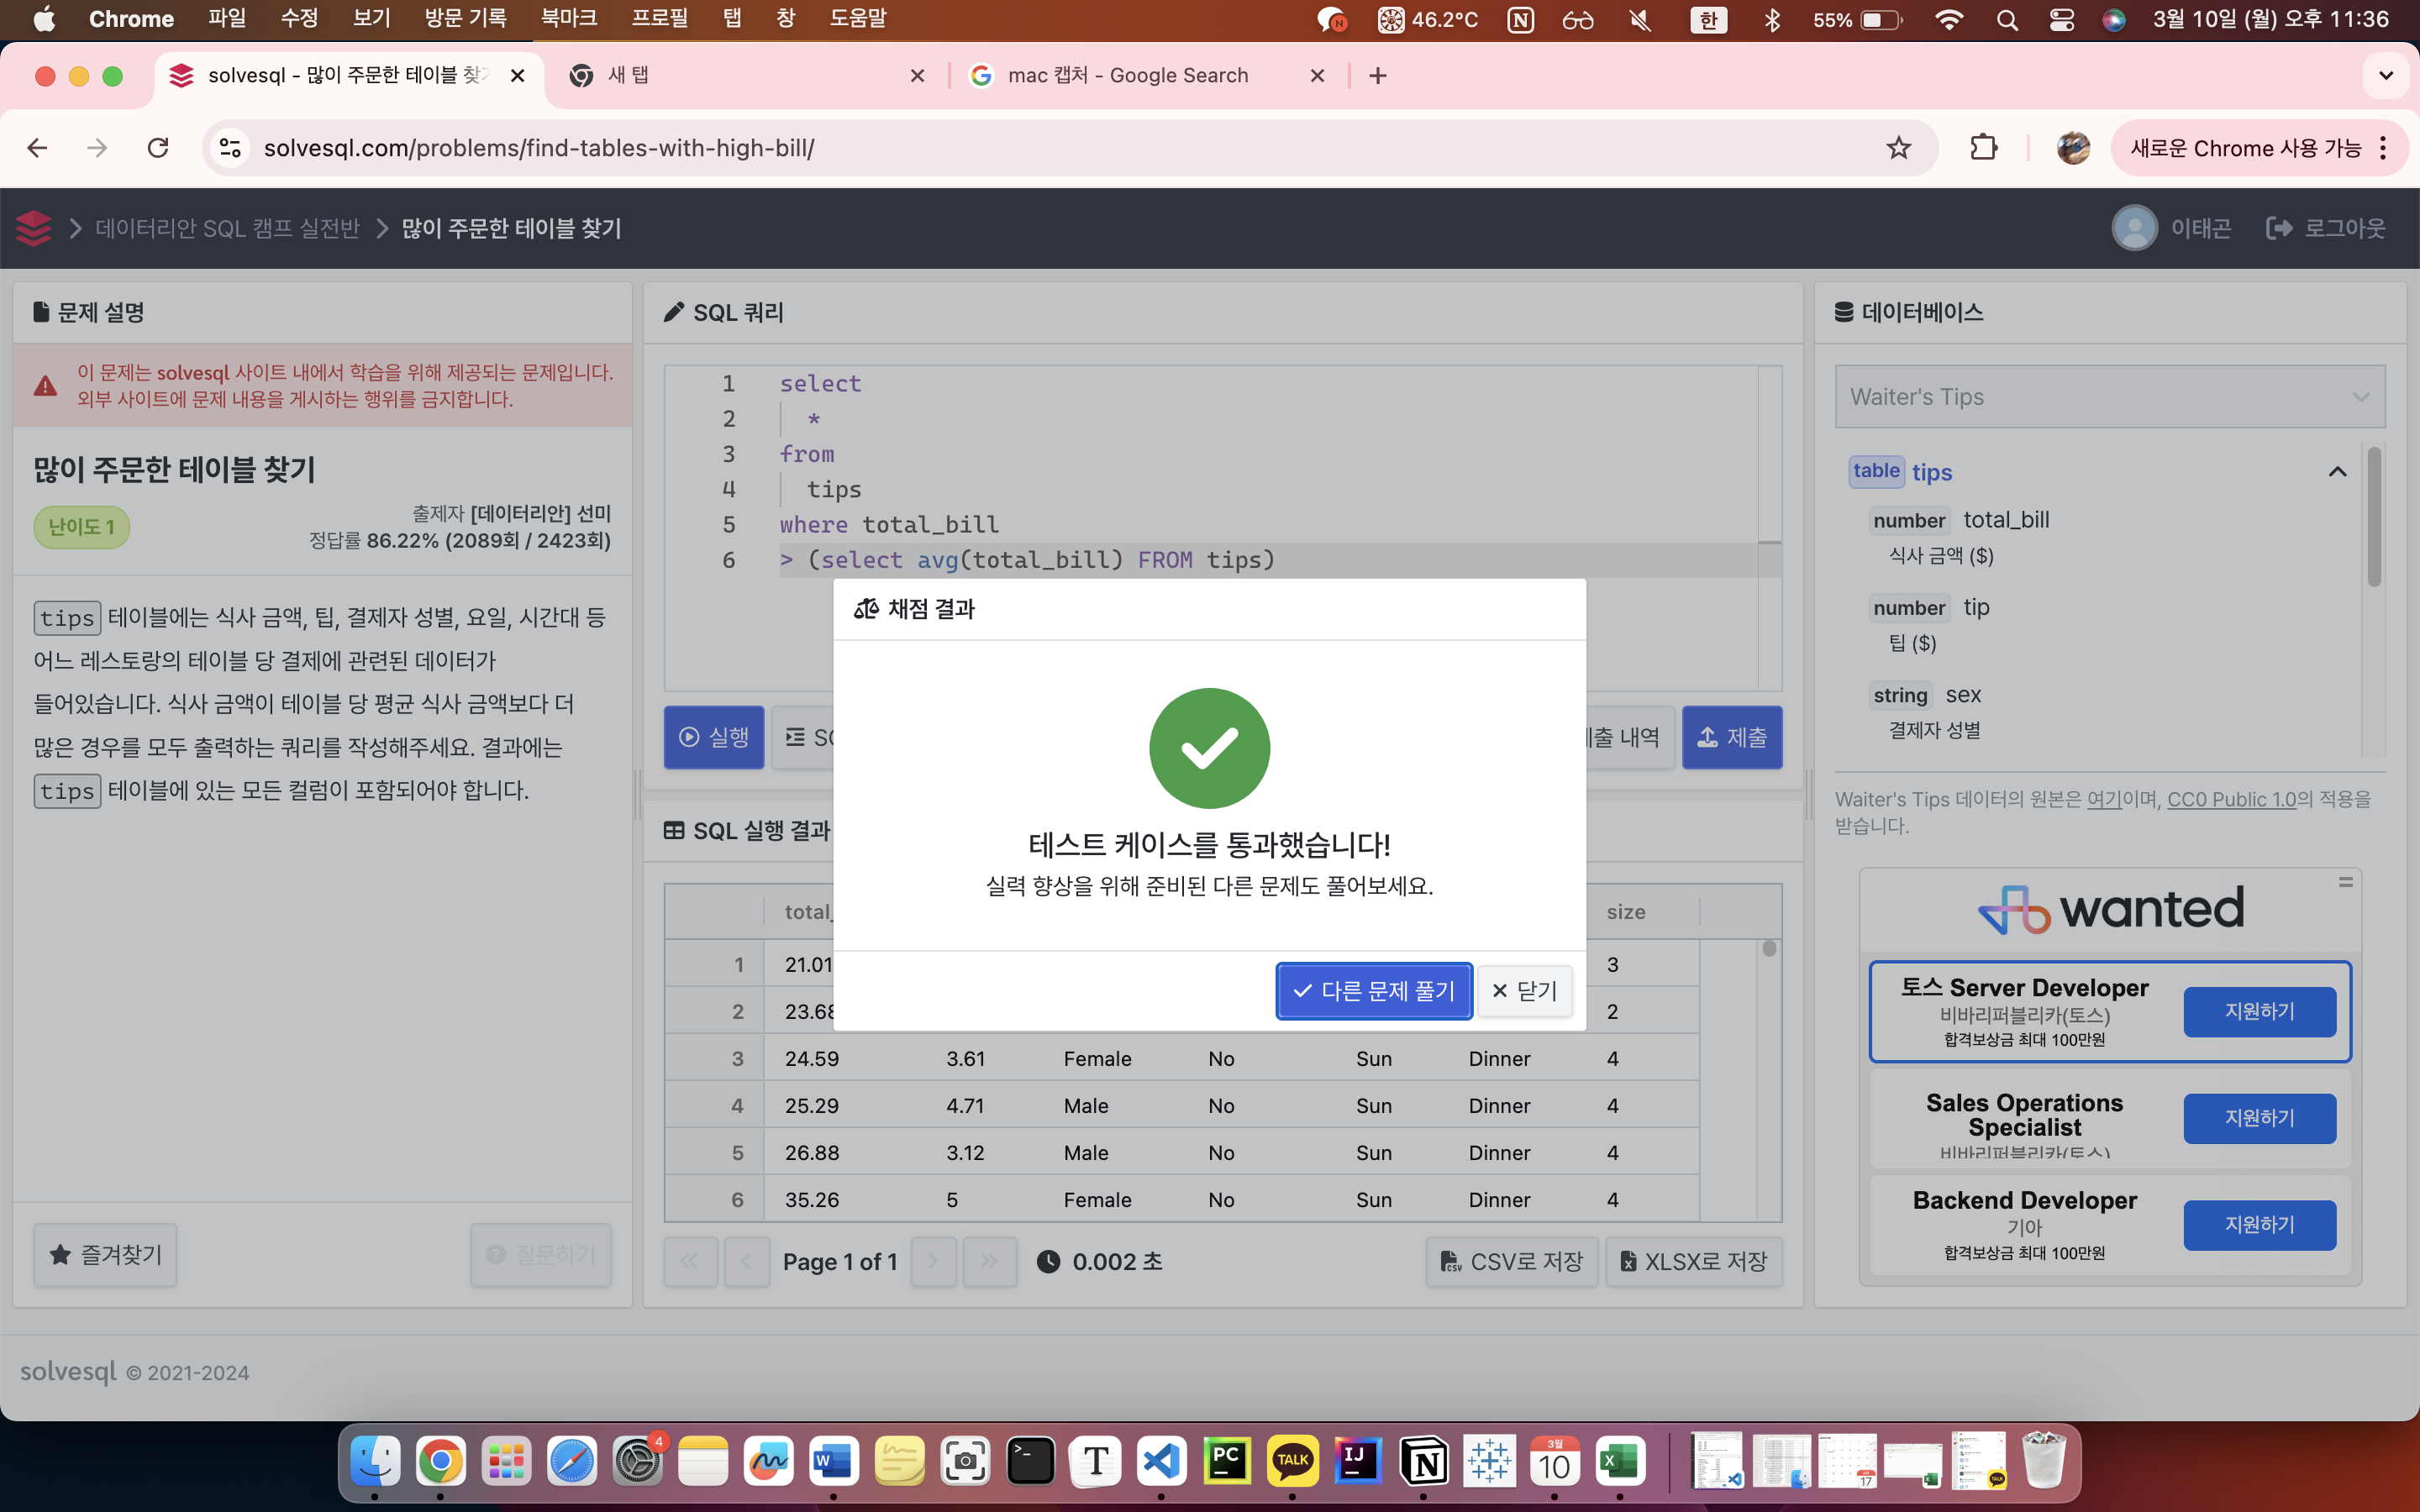 Chrome 파일 수정 보기 방문 기록 북마크 프로필 탭 창 도움말 46.2°C 한 55% 3월 10일 (월) 오후 11:36
solvesql - 많이 주문한 테이블 찾기 새 탭 mac 캡처 - Google Search
solvesql.com/problems/find-tables-with-high-bill/ 새로운 Chrome 사용 가능
데이터리안 SQL 캠프 실전반 많이 주문한 테이블 찾기 이태곤 로그아웃
문제 설명
이 문제는 solvesql 사이트 내에서 학습을 위해 제공되는 문제입니다.
외부 사이트에 문제 내용을 게시하는 행위를 금지합니다.
많이 주문한 테이블 찾기
난이도 1
출제자 [데이터리안] 선미
정답률 86.22% (2089회 / 2423회)
tips 테이블에는 식사 금액, 팁, 결제자 성별, 요일, 시간대 등
어느 레스토랑의 테이블 당 결제에 관련된 데이터가
들어있습니다. 식사 금액이 테이블 당 평균 식사 금액보다 더
많은 경우를 모두 출력하는 쿼리를 작성해주세요. 결과에는
tips 테이블에 있는 모든 컬럼이 포함되어야 합니다.
즐겨찾기 질문하기
SQL 쿼리
1 select
2 *
3 from
4 tips
5 where total_bill
6 > (select avg(total_bill) FROM tips)
실행 제출
채점 결과
테스트 케이스를 통과했습니다!
실력 향상을 위해 준비된 다른 문제도 풀어보세요.
다른 문제 풀기 닫기
SQL 실행 결과
size
1 21.01 3
2 23.68 2
3 24.59 3.61 Female No Sun Dinner 4
4 25.29 4.71 Male No Sun Dinner 4
5 26.88 3.12 Male No Sun Dinner 4
6 35.26 5 Female No Sun Dinner 4
Page 1 of 1 0.002 초 CSV로 저장 XLSX로 저장
데이터베이스
Waiter's Tips
table tips
number total_bill
식사 금액 ($)
number tip
팁 ($)
string sex
결제자 성별
Waiter's Tips 데이터의 원본은 여기이며, CC0 Public 1.0의 적용을
받습니다.
wanted
토스 Server Developer
비바리퍼블리카(토스)
합격보상금 최대 100만원
지원하기
Sales Operations
Specialist
비바리퍼블리카(토스)
지원하기
Backend Developer
기아
합격보상금 최대 100만원
지원하기
solvesql © 2021-2024
4 W T PC TALK IJ N 3월 10 X 17